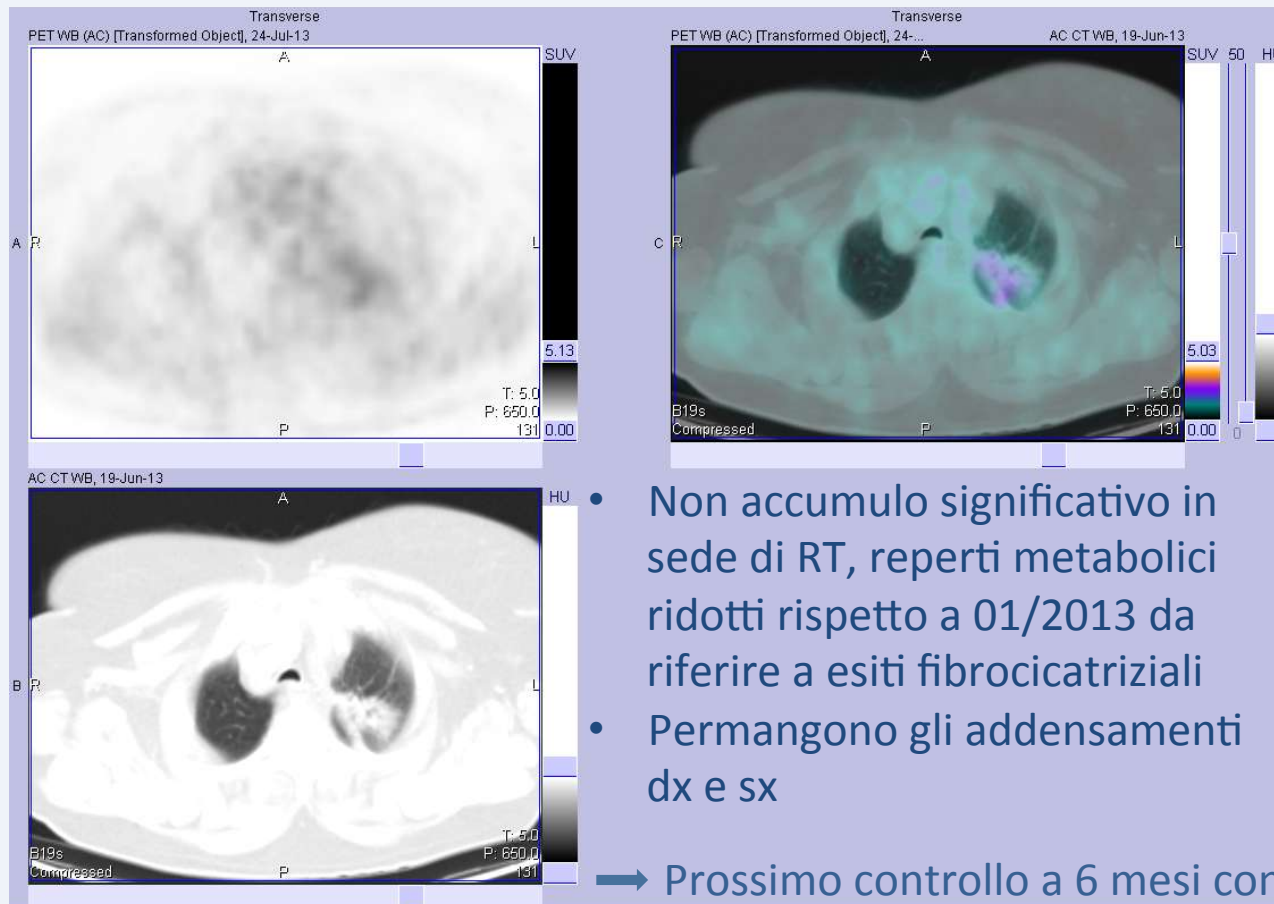 Transverse
PET WB (AC) [Transformed Object], 24-Jul-13
SUV
A
A
R
L
5.13
T: 5.0
P: 650.0
131
P
0.00
Transverse
PET WB (AC) [Transformed Object], 24-...
AC CT WB, 19-Jun-13
SUV
50
HU
A
C
R
L
5.03
T: 5.0
B19s
P: 650.0
Compressed
P
131
0.00
0
AC CT WB, 19-Jun-13
HU
A
B
R
L
T: 5.0
B19s
P: 650.0
Compressed
P
131
• Non accumulo significativo in
sede di RT, reperti metabolici
ridotti rispetto a 01/2013 da
riferire a esiti fibrocicatriziali
• Permangono gli addensamenti
dx e sx
→ Prossimo controllo a 6 mesi con